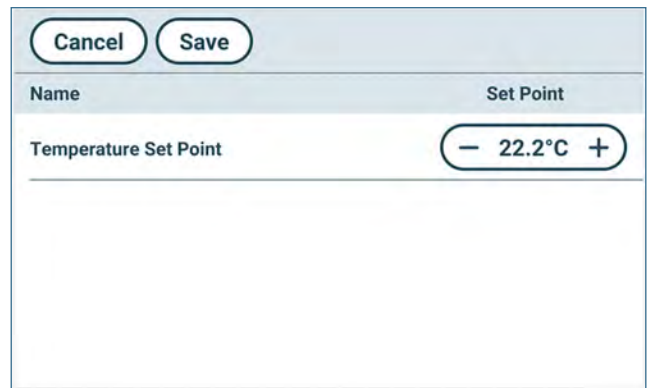 Cancel Save
Name Set Point
Temperature Set Point − 22.2°C +